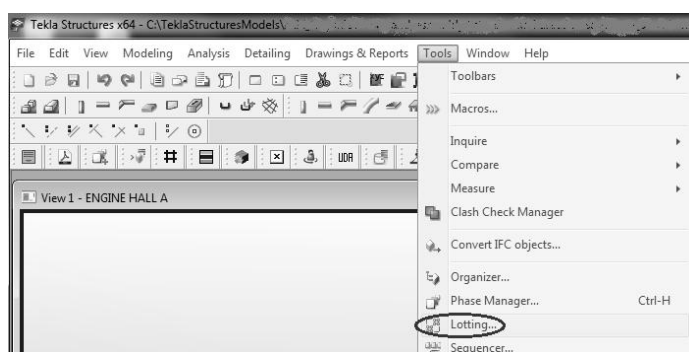 Tekla Structures x64 - C:\TeklaStructuresModels\
File Edit View Modeling Analysis Detailing Drawings & Reports Tools Window Help
Toolbars
Macros...
Inquire
Compare
Measure
Clash Check Manager
Convert IFC objects...
Organizer...
Phase Manager... Ctrl-H
Lotting...
Sequencer...
UDA
View 1 - ENGINE HALL A